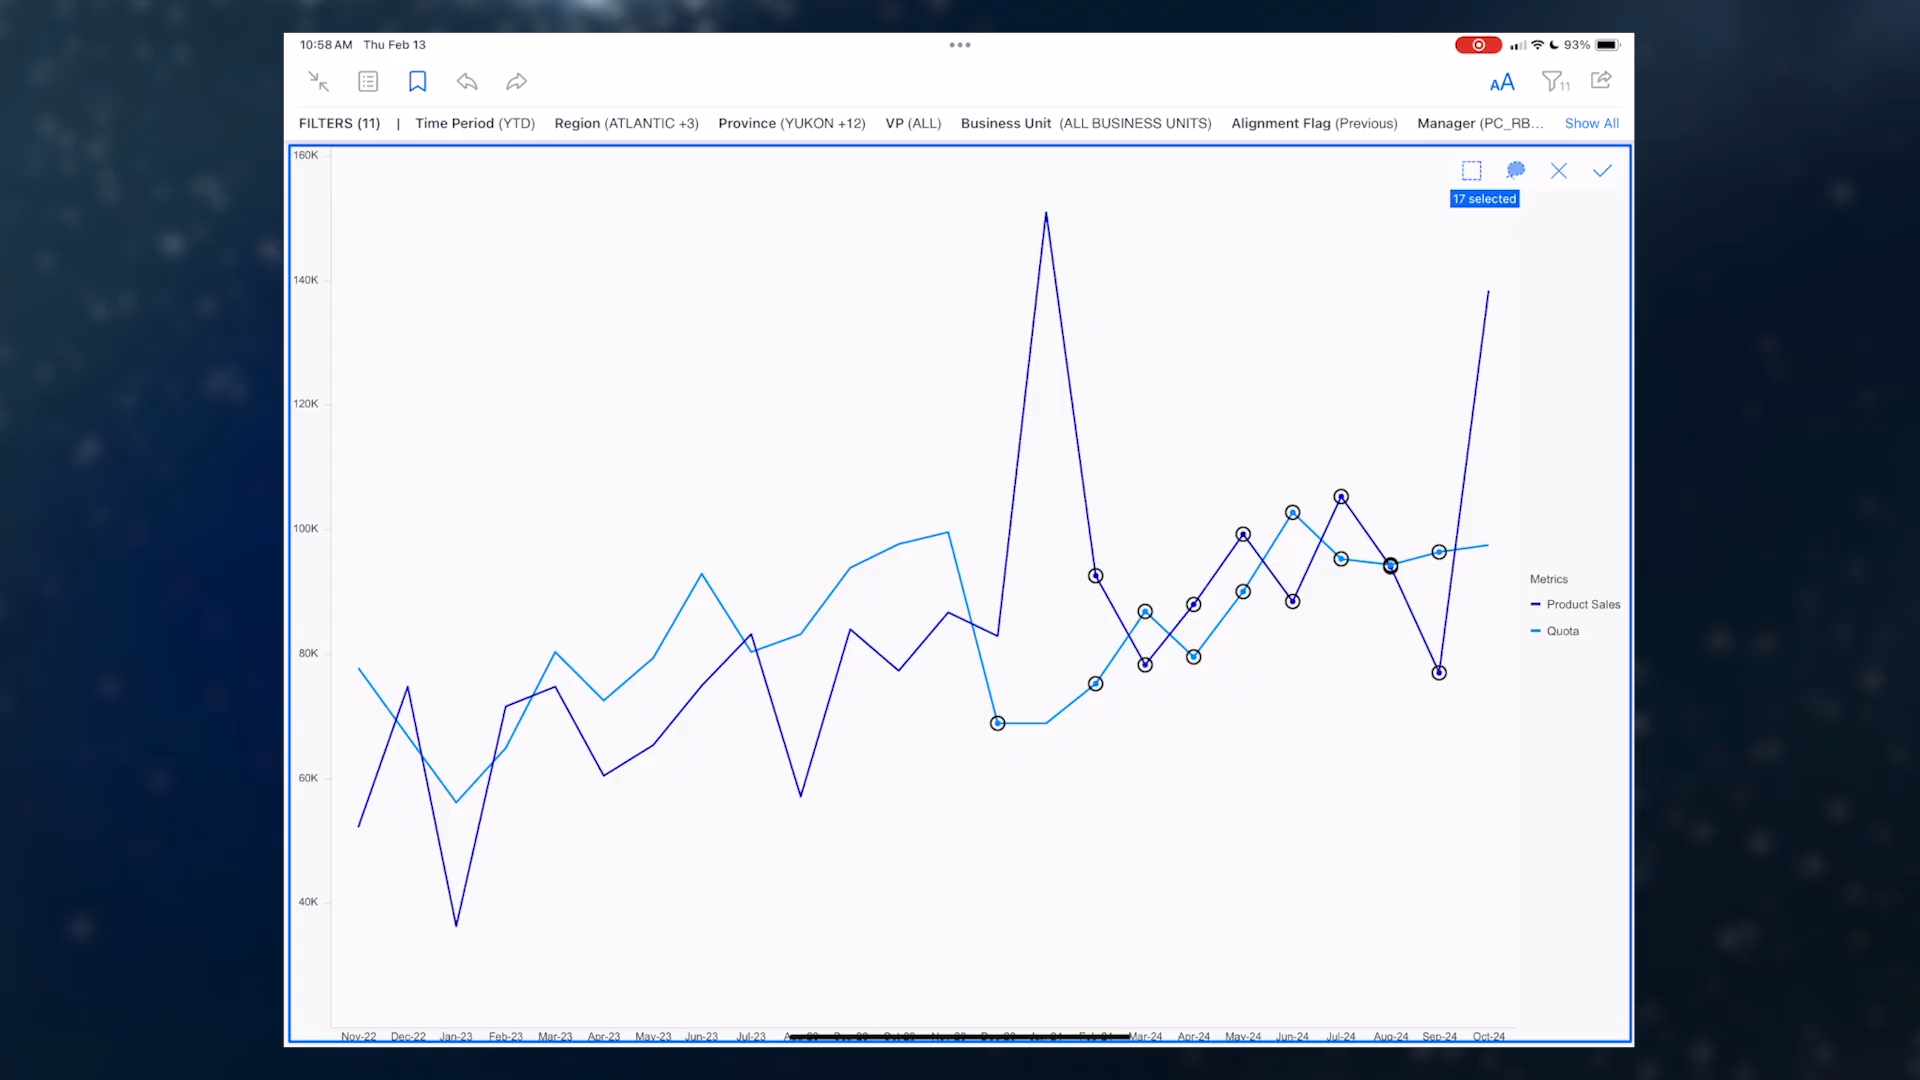 10:58 AM Thu Feb 13
93%
AA
11
FILTERS (11) | Time Period (YTD) Region (ATLANTIC +3) Province (YUKON +12) VP (ALL) Business Unit (ALL BUSINESS UNITS) Alignment Flag (Previous) Manager (PC_RB... Show All
17 selected
160K
140K
120K
100K
80K
60K
40K
Metrics
Product Sales
Quota
Nov-22 Dec-22 Jan-23 Feb-23 Mar-23 Apr-23 May-23 Jun-23 Jul-23 Mar-24 Apr-24 May-24 Jun-24 Jul-24 Aug-24 Sep-24 Oct-24